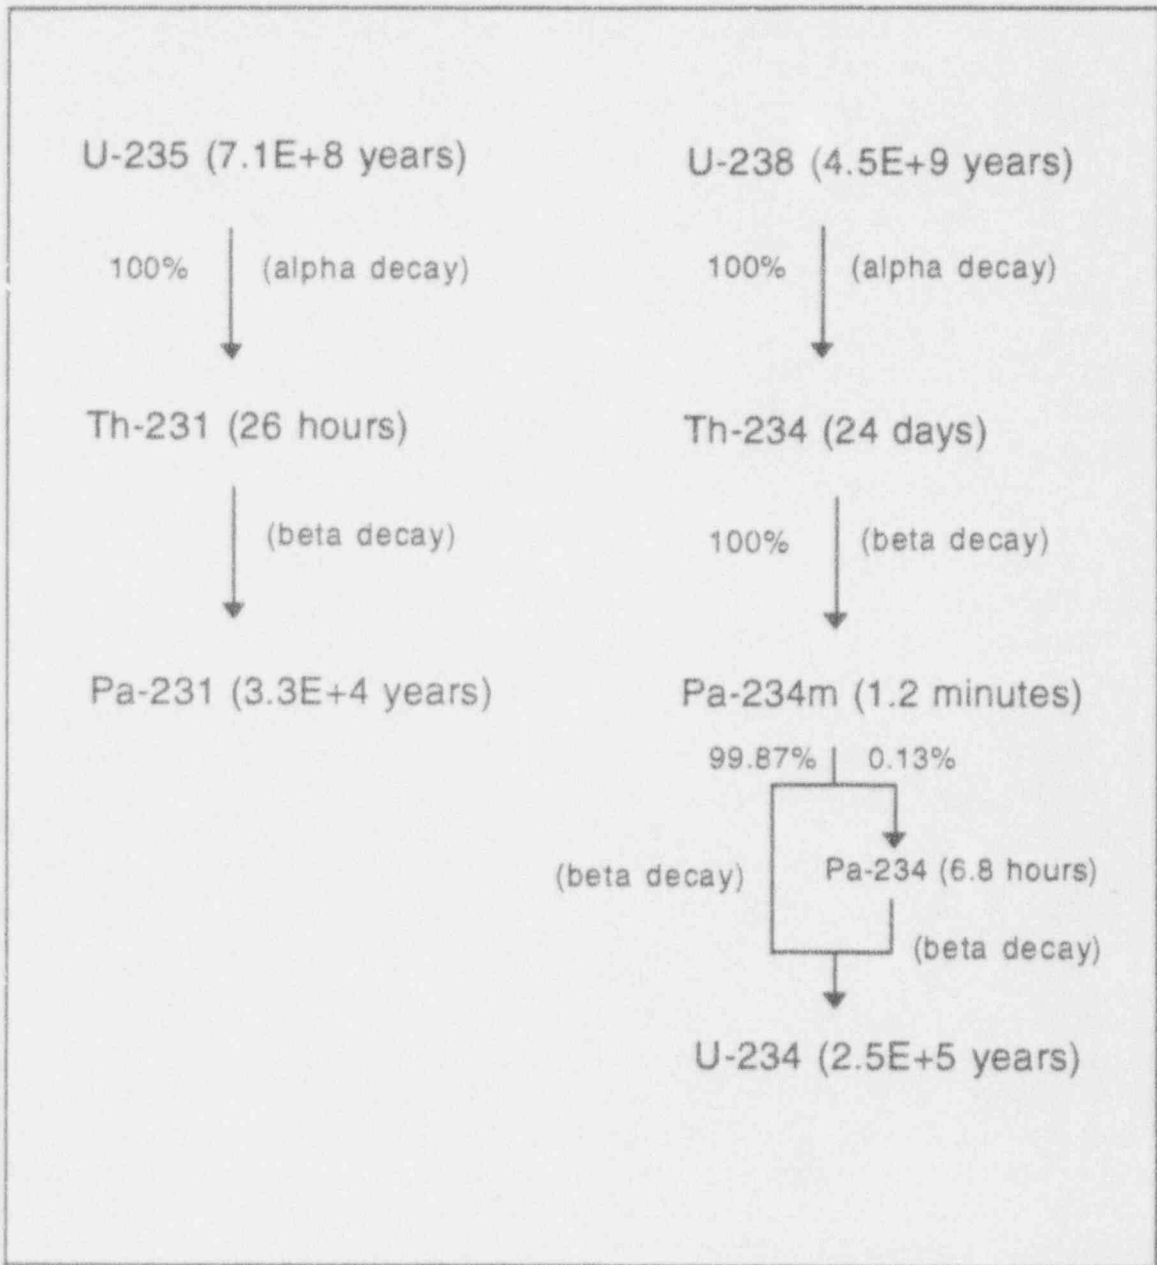 U-235 (7.1E+8 years)
100% (alpha decay)
Th-231 (26 hours)
(beta decay)
Pa-231 (3.3E+4 years)
U-238 (4.5E+9 years)
100% (alpha decay)
Th-234 (24 days)
100% (beta decay)
Pa-234m (1.2 minutes)
99.87% 0.13%
(beta decay)
Pa-234 (6.8 hours)
(beta decay)
U-234 (2.5E+5 years)